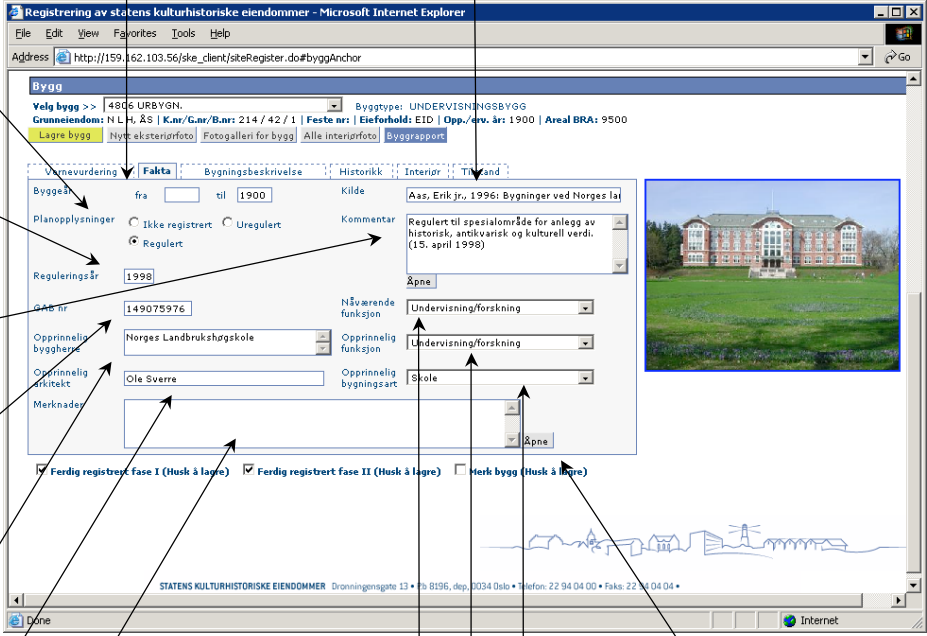 Registrering av statens kulturhistoriske eiendommer - Microsoft Internet Explorer
File Edit View Favorites Tools Help
Address http://159.162.103.56/ske_client/siteRegister.do#byggAnchor Go
Bygg
Velg bygg >> 4806 URBYGN. Byggtype: UNDERVISNINGSBYGG
Grunneiendom: N L H, ÅS | K.nr/G.nr/B.nr: 214 / 42 / 1 | Feste nr: | Eieforhold: EID | Opp./erv. år: 1900 | Areal BRA: 9500
Lagre bygg Nytt eksteriørfoto Fotogalleri for bygg Alle interiørfoto Byggrapport
Vernevurdering Fakta Bygningsbeskrivelse Historikk Interiør Tilstand
Byggeår fra til 1900 Kilde Aas, Erik jr., 1996: Bygninger ved Norges lan
Planopplysninger Ikke registrert Uregulert Regulert
Kommentar Regulert til spesialområde for anlegg av
historisk, antikvarisk og kulturell verdi.
(15. april 1998)
Åpne
Reguleringsår 1998
GAB nr 149075976
Nåværende funksjon Undervisning/forskning
Opprinnelig byggherre Norges Landbrukshøgskole
Opprinnelig funksjon Undervisning/forskning
Opprinnelig arkitekt Ole Sverre
Opprinnelig bygningsart Skole
Merknader Åpne
Ferdig registrert fase I (Husk å lagre) Ferdig registrert fase II (Husk å lagre) Merk bygg (Husk å lagre)
STATENS KULTURHISTORISKE EIENDOMMER Dronningensgate 13 • Pb 8196, dep, 0034 Oslo • Telefon: 22 94 04 00 • Faks: 22 94 04 04 •
Done Internet